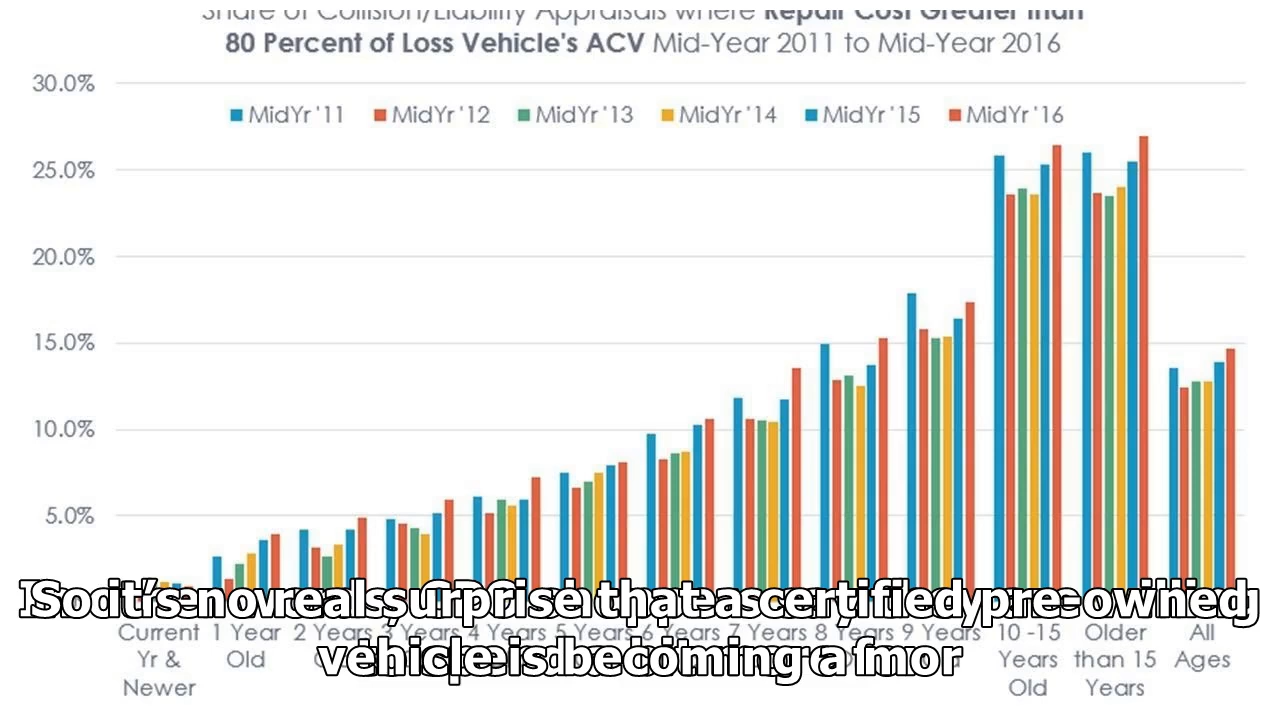 Share of Collision/Liability Appraisals where Repair Cost Greater than
80 Percent of Loss Vehicle's ACV Mid-Year 2011 to Mid-Year 2016
30.0%
MidYr '11 MidYr '12 MidYr '13 MidYr '14 MidYr '15 MidYr '16
25.0%
20.0%
15.0%
10.0%
5.0%
So it's no real surprise that a certified pre-owned
vehicle is becoming a mor
Current 1 Year 2 Years 3 Years 4 Years 5 Years 6 Years 7 Years 8 Years 9 Years 10 -15 Older All
Yr & Old Years than 15 Ages
Newer Old Years